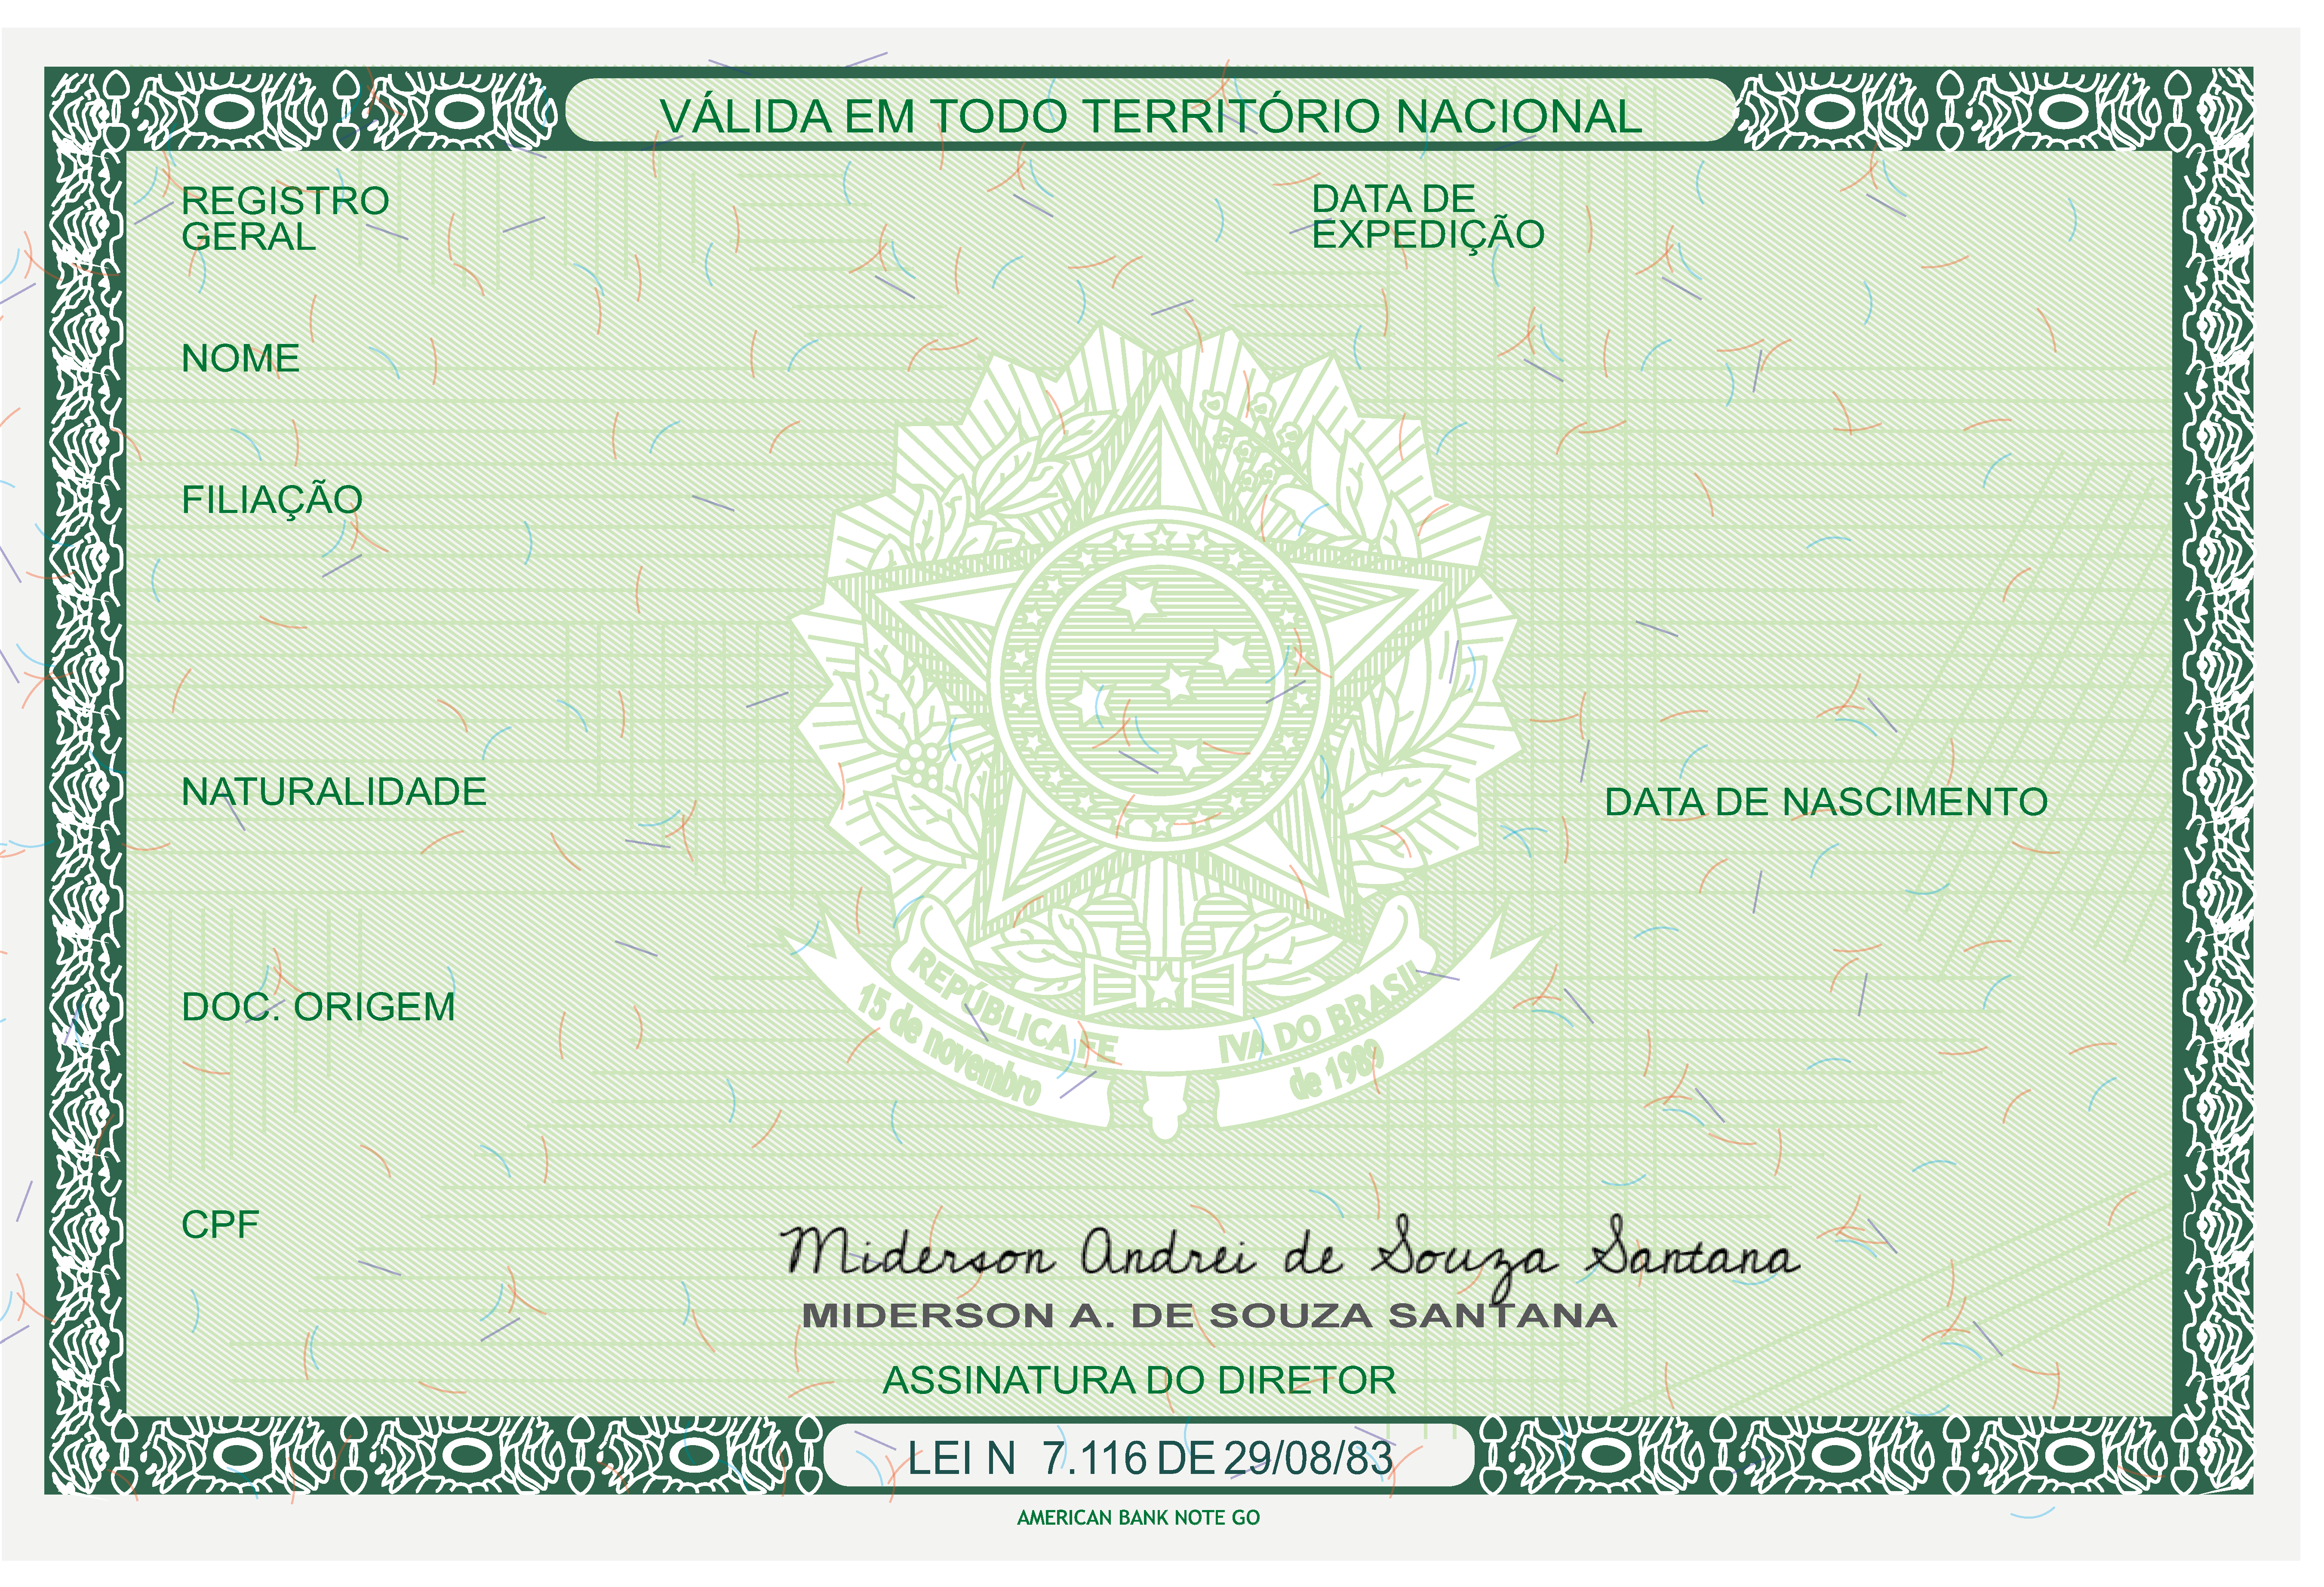 VÁLIDA EM TODO TERRITÓRIO NACIONAL
REGISTRO
GERAL
DATA DE
EXPEDIÇÃO
NOME
FILIAÇÃO
NATURALIDADE
DATA DE NASCIMENTO
DOC. ORIGEM
REPÚBLICA FE IVA DO BRASIL
15 de novembro de 1989
CPF
Miderson Andrei de Souza Santana
MIDERSON A. DE SOUZA SANTANA
ASSINATURA DO DIRETOR
LEI N 7.116 DE 29/08/83
AMERICAN BANK NOTE GO